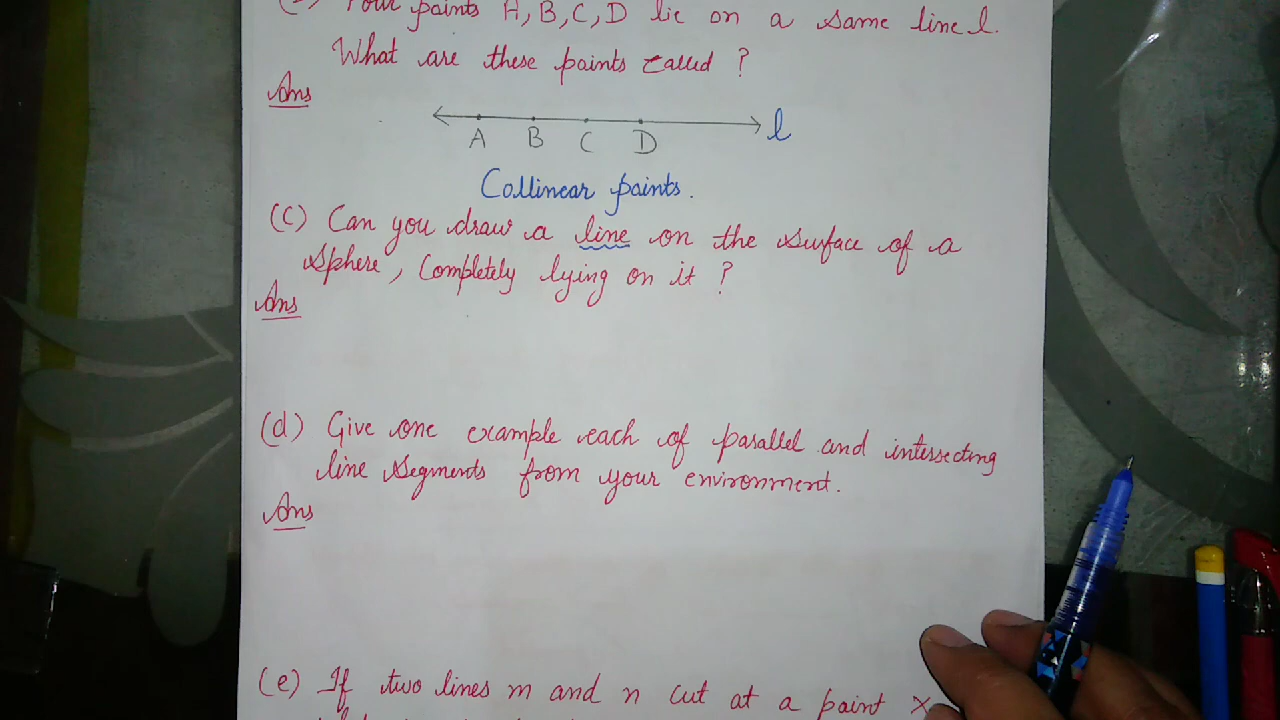 Four points A, B, C, D lie on a same line l.
What are these points called ?
Ans
A B C D l
Collinear points.
(C) Can you draw a line on the surface of a
sphere, Completely lying on it ?
Ans
(d) Give one example each of parallel and intersecting
line segments from your environment.
Ans
(e) If two lines m and n cut at a point X